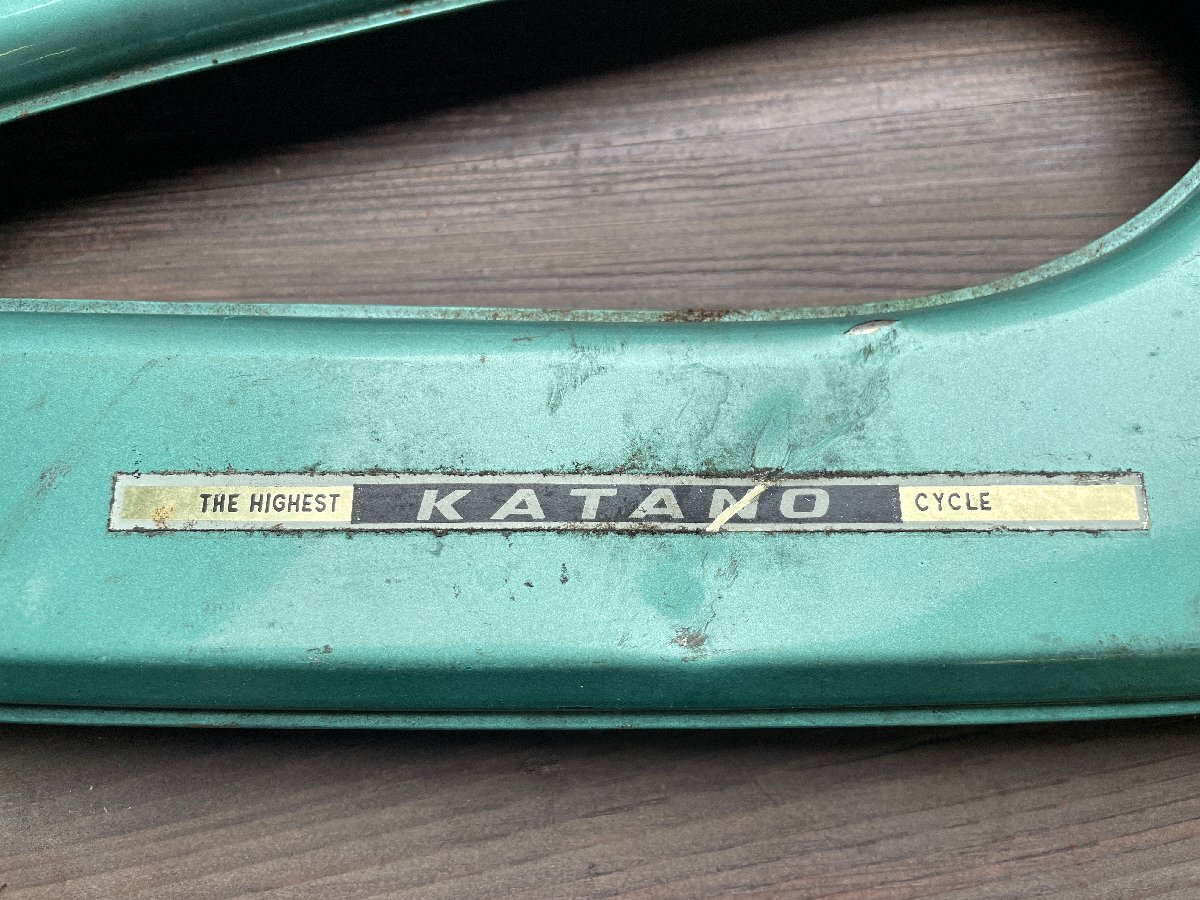 THE HIGHEST KATANO CYCLE